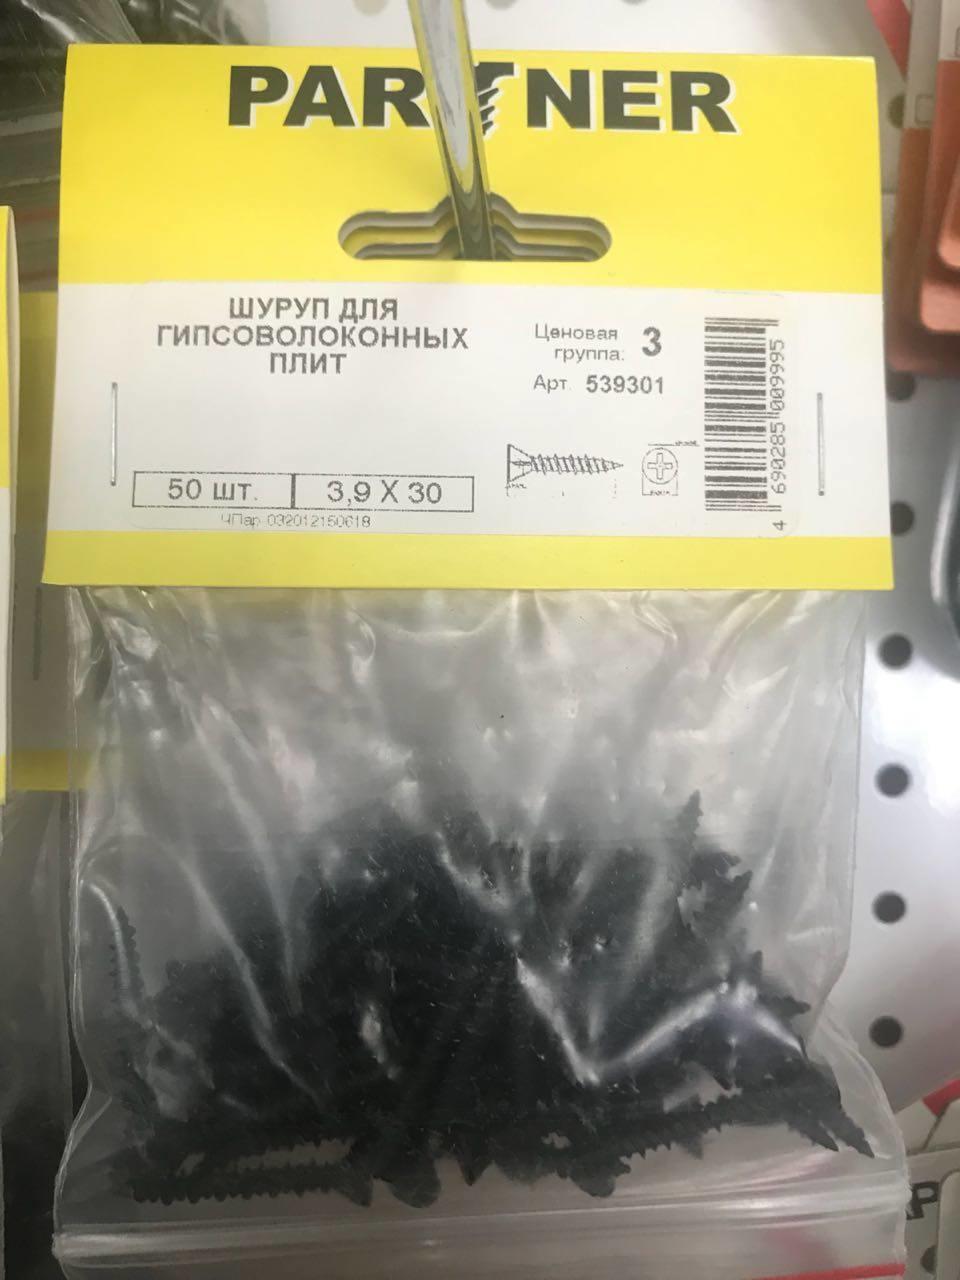 PARTNER
ШУРУП ДЛЯ
ГИПСОВОЛОКОННЫХ
ПЛИТ
Ценовая
группа: 3
Арт. 539301
50 шт. 3,9 X 30
ЧПар 032012150618
4 690285 009995